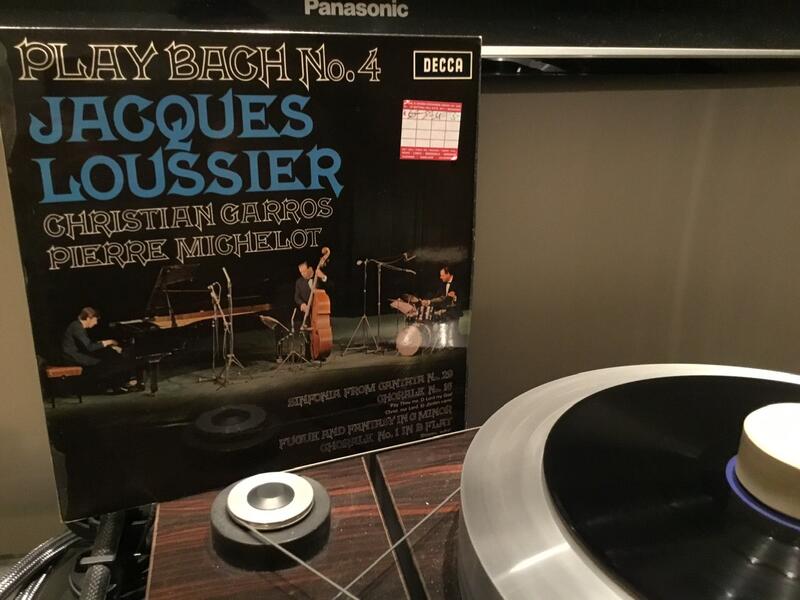 Panasonic
PLAY BACH No. 4
DECCA
JACQUES
LOUSSIER
CHRISTIAN GARROS
PIERRE MICHELOT
SINFONIA FROM CANTATA No. 29
CHORALE No. 16
FUGUE AND FANTASY IN G MINOR
CHORALE No. 1 IN E FLAT